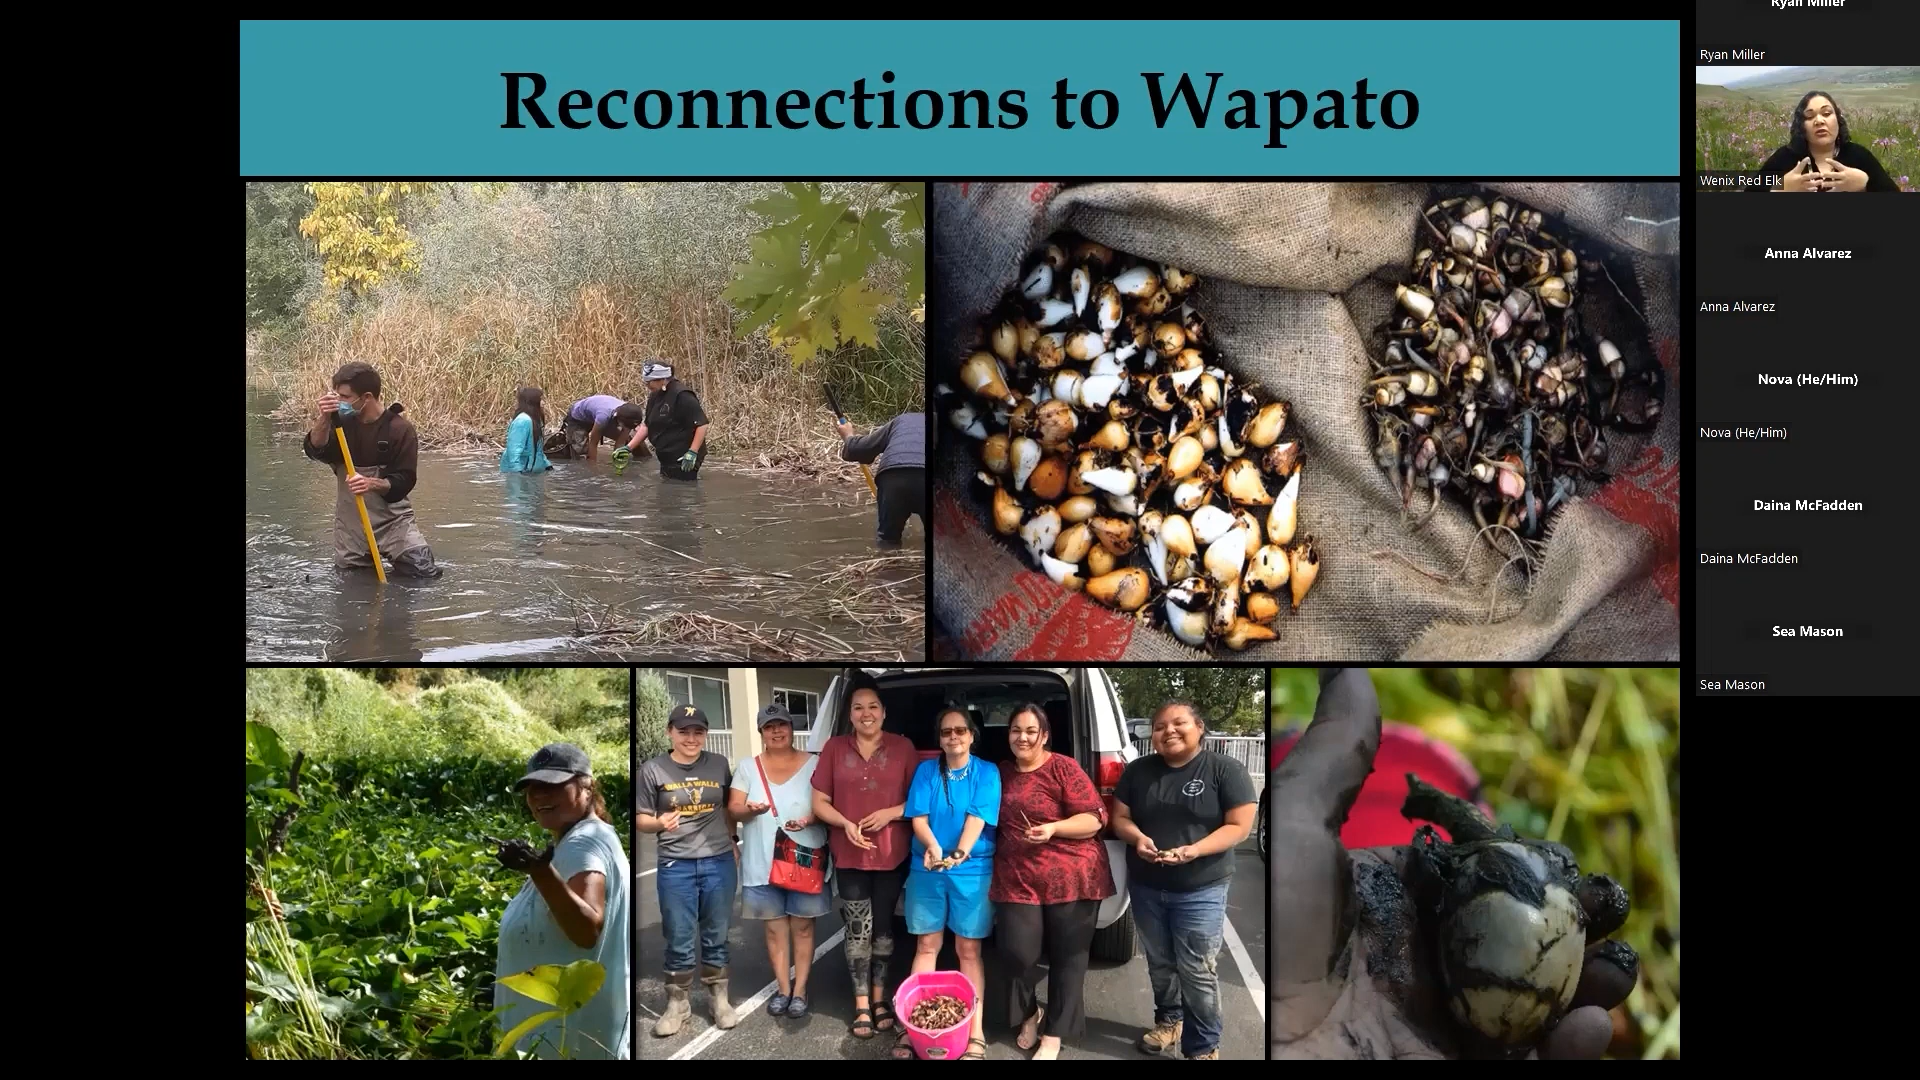 Reconnections to Wapato
Ryan Miller
Ryan Miller
Wenix Red Elk
Anna Alvarez
Anna Alvarez
Nova (He/Him)
Nova (He/Him)
Daina McFadden
Daina McFadden
Sea Mason
Sea Mason
WALLA WALLA